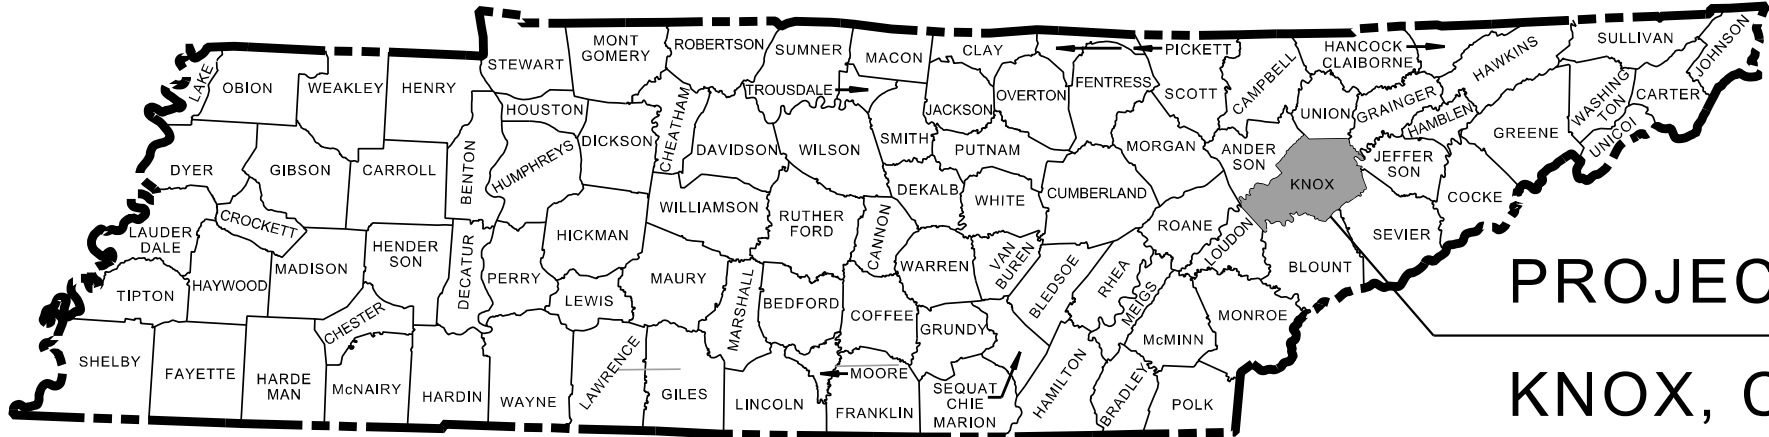 LAKE
OBION
WEAKLEY
HENRY
STEWART
MONT
GOMERY
ROBERTSON
SUMNER
MACON
CLAY
PICKETT
HANCOCK
CLAIBORNE
HAWKINS
SULLIVAN
JOHNSON
HOUSTON
CHEATHAM
TROUSDALE
JACKSON
OVERTON
FENTRESS
SCOTT
CAMPBELL
UNION
GRAINGER
HAMBLEN
GREENE
WASHING
TON
CARTER
UNICOI
DYER
GIBSON
CARROLL
BENTON
HUMPHREYS
DICKSON
DAVIDSON
WILSON
SMITH
PUTNAM
MORGAN
ANDER
SON
KNOX
JEFFER
SON
COCKE
LAUDER
DALE
CROCKETT
WILLIAMSON
RUTHER
FORD
CANNON
DEKALB
WHITE
CUMBERLAND
ROANE
LOUDON
SEVIER
HENDER
SON
DECATUR
HICKMAN
WARREN
VAN
BUREN
BLEDSOE
RHEA
MEIGS
BLOUNT
TIPTON
HAYWOOD
MADISON
PERRY
LEWIS
MAURY
MARSHALL
BEDFORD
COFFEE
GRUNDY
McMINN
MONROE
PROJEC
SHELBY
FAYETTE
HARDE
MAN
CHESTER
McNAIRY
HARDIN
WAYNE
LAWRENCE
GILES
LINCOLN
MOORE
FRANKLIN
SEQUAT
CHIE
MARION
HAMILTON
BRADLEY
POLK
KNOX, C